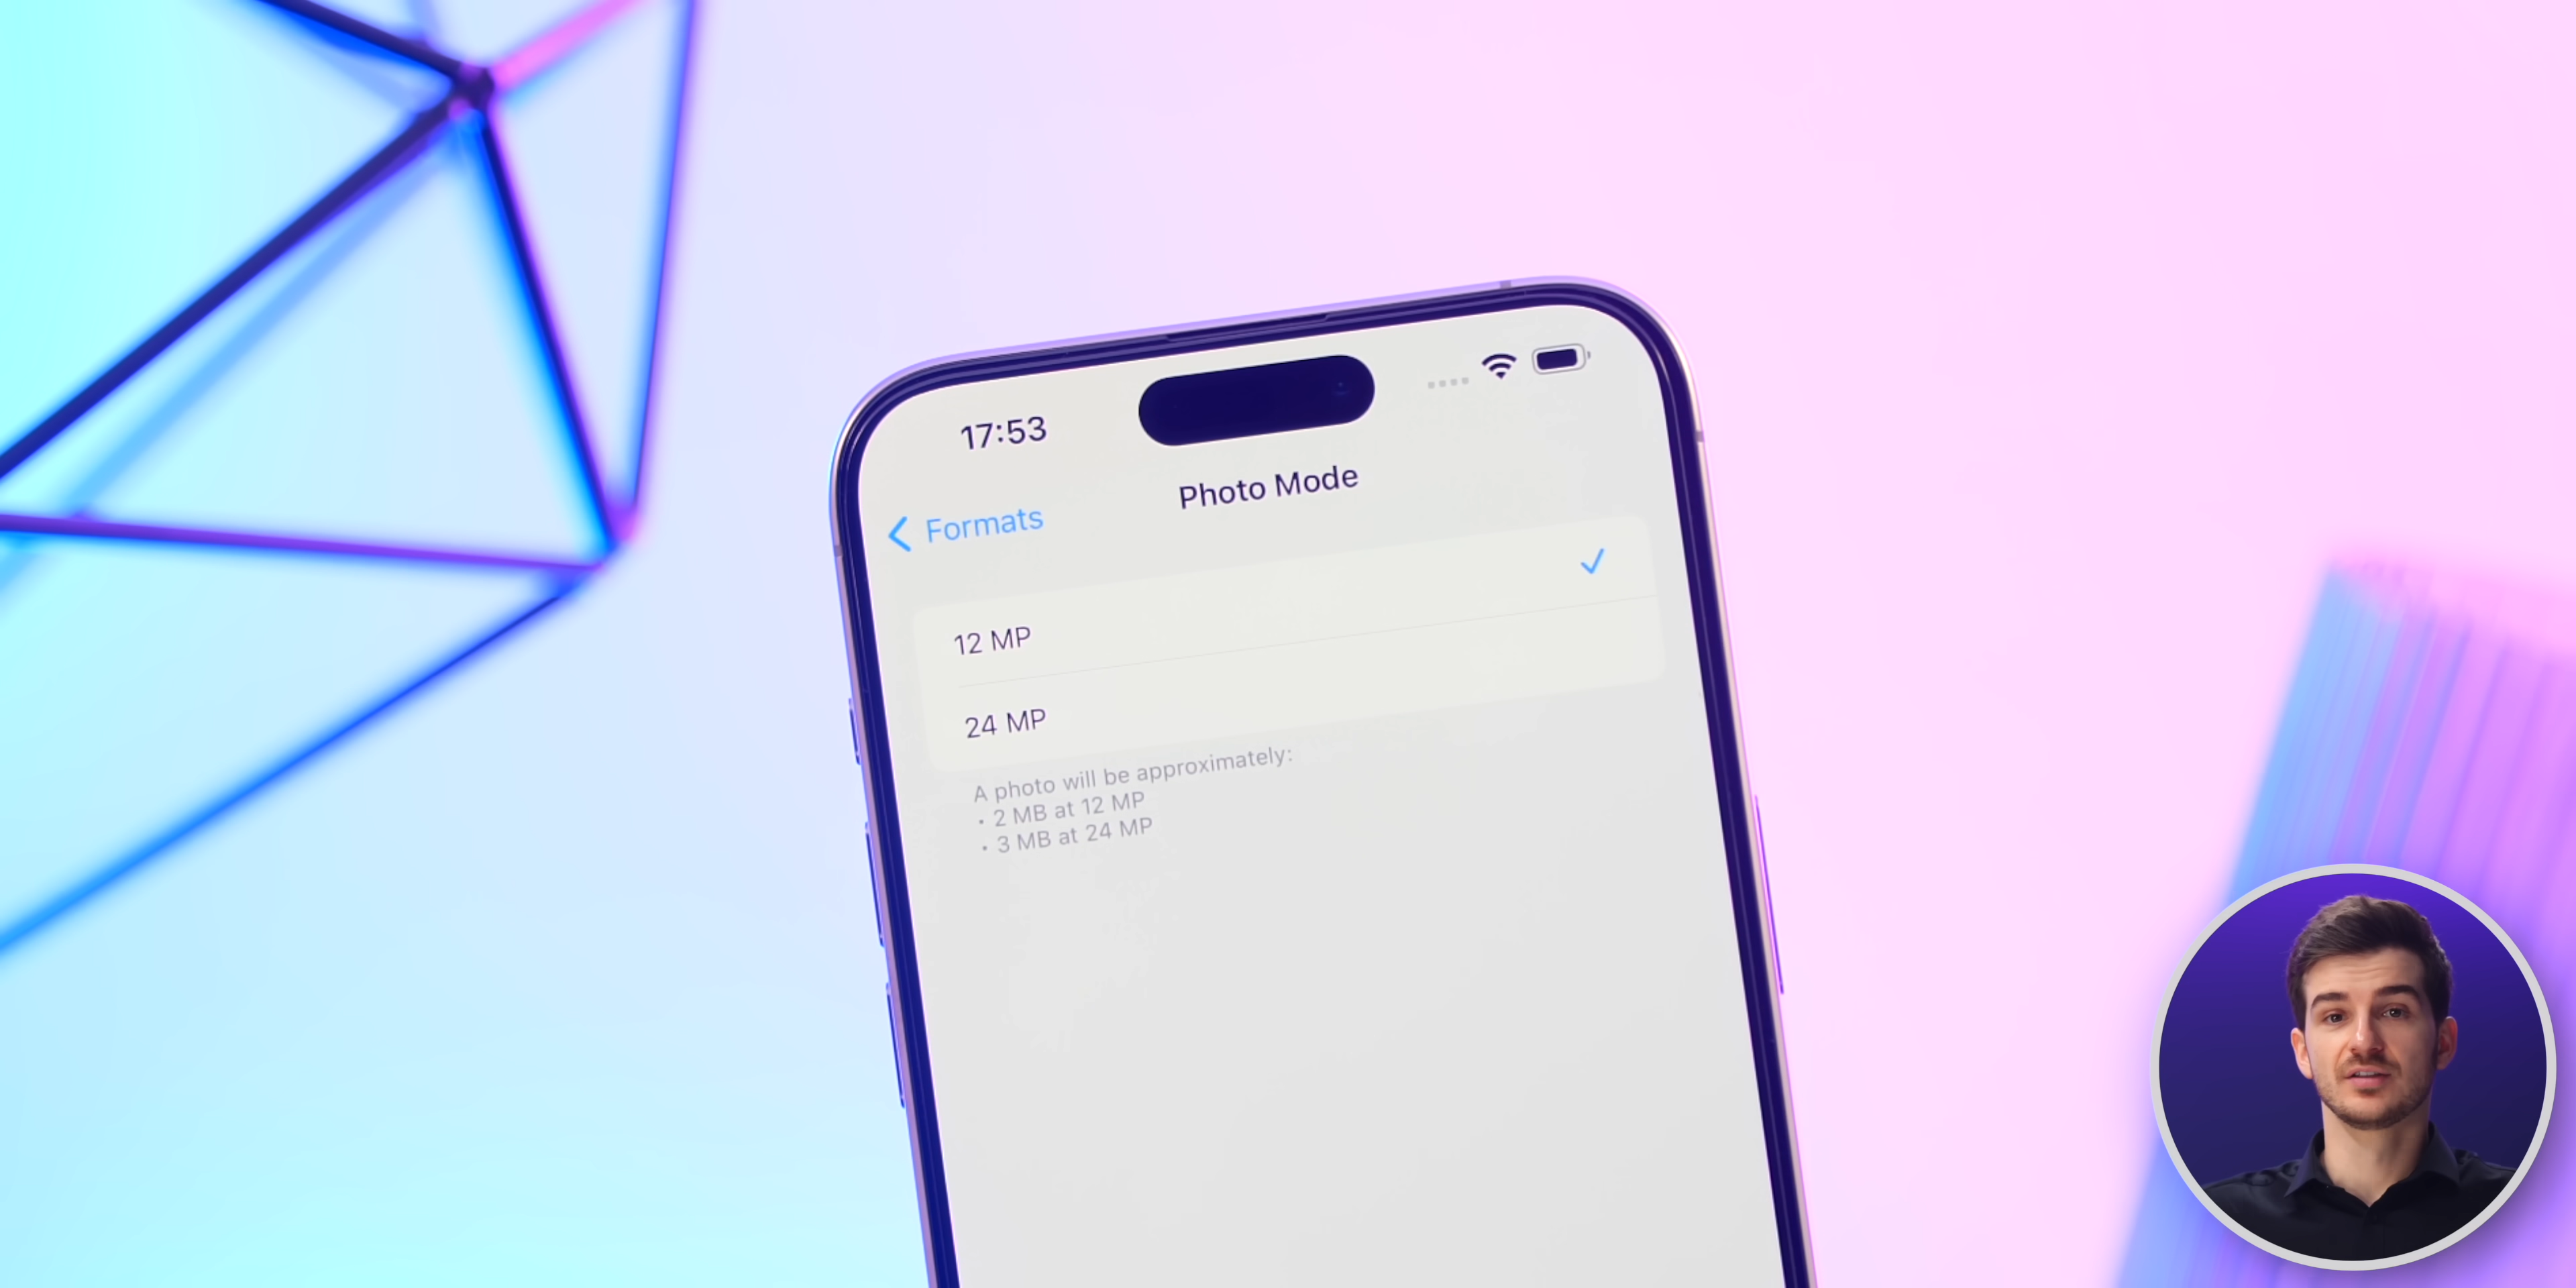 17:53
Photo Mode
Formats
12 MP
24 MP
A photo will be approximately:
• 2 MB at 12 MP
• 3 MB at 24 MP